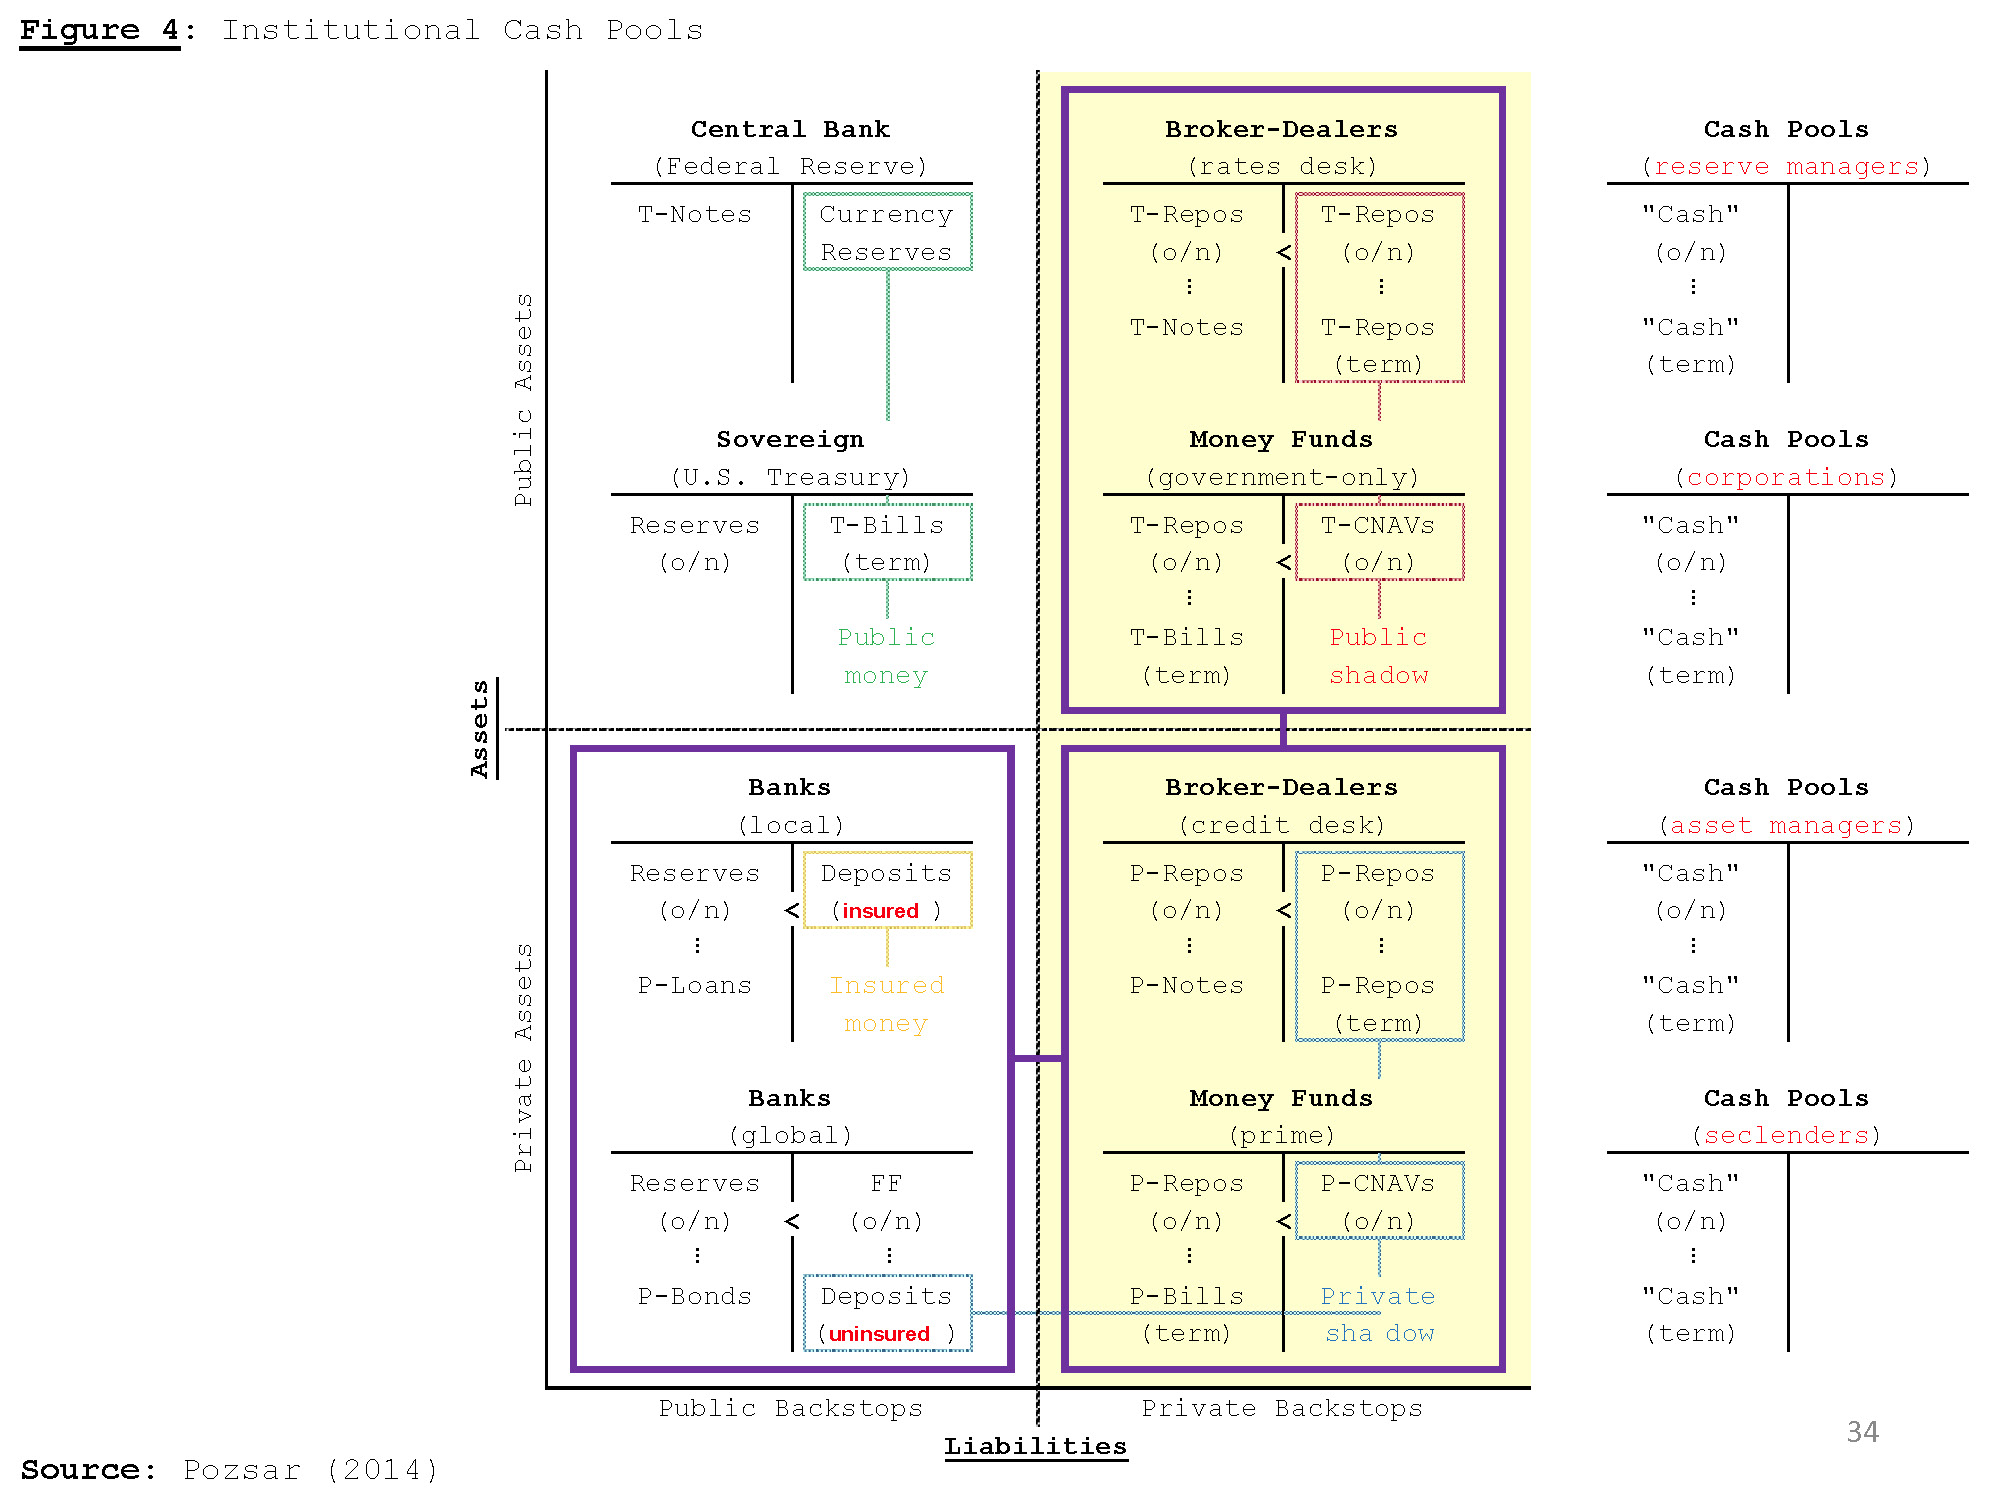 Figure 4: Institutional Cash Pools
Central Bank
(Federal Reserve)
T-Notes
Currency
Reserves
Broker-Dealers
(rates desk)
T-Repos
(o/n)
⋮
T-Notes
<
T-Repos
(o/n)
⋮
T-Repos
(term)
Cash Pools
(reserve managers)
"Cash"
(o/n)
⋮
"Cash"
(term)
Public Assets
Sovereign
(U.S. Treasury)
Reserves
(o/n)
T-Bills
(term)
Public
money
Money Funds
(government-only)
T-Repos
(o/n)
⋮
T-Bills
(term)
<
T-CNAVs
(o/n)
Public
shadow
Cash Pools
(corporations)
"Cash"
(o/n)
⋮
"Cash"
(term)
Assets
Banks
(local)
Reserves
(o/n)
⋮
P-Loans
<
Deposits
(insured )
Insured
money
Broker-Dealers
(credit desk)
P-Repos
(o/n)
⋮
P-Notes
<
P-Repos
(o/n)
⋮
P-Repos
(term)
Cash Pools
(asset managers)
"Cash"
(o/n)
⋮
"Cash"
(term)
Private Assets
Banks
(global)
Reserves
(o/n)
⋮
P-Bonds
<
FF
(o/n)
⋮
Deposits
(uninsured )
Money Funds
(prime)
P-Repos
(o/n)
⋮
P-Bills
(term)
<
P-CNAVs
(o/n)
Private
sha dow
Cash Pools
(seclenders)
"Cash"
(o/n)
⋮
"Cash"
(term)
Public Backstops
Private Backstops
Liabilities
34
Source: Pozsar (2014)